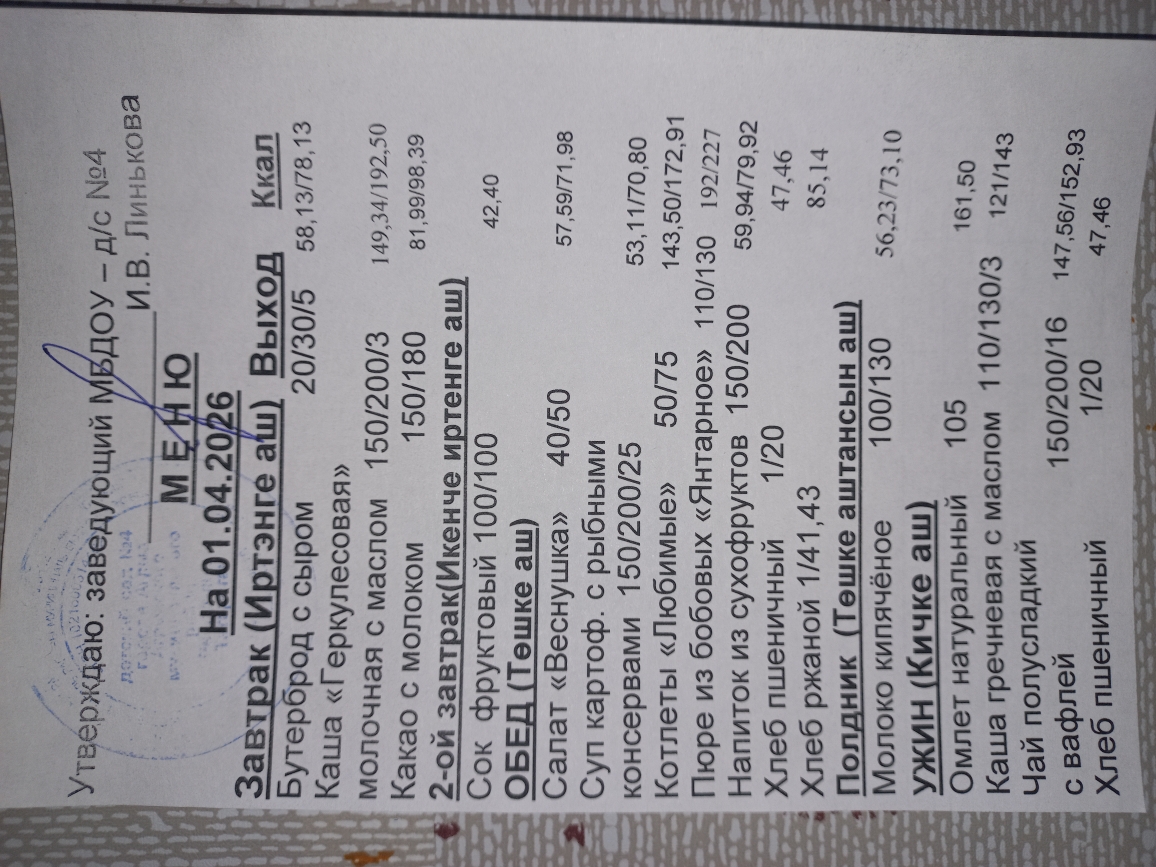 Утверждаю: заведующий МБДОУ – д/с №4
И.В. Линькова
М Е Н Ю
На 01.04.2026
Завтрак (Иртэнге аш) Выход Ккал
Бутерброд с сыром 20/30/5 58,13/78,13
Каша «Геркулесовая»
молочная с маслом 150/200/3 149,34/192,50
Какао с молоком 150/180 81,99/98,39
2-ой завтрак(Икенче иртенге аш)
Сок фруктовый 100/100 42,40
ОБЕД (Төшке аш)
Салат «Веснушка» 40/50 57,59/71,98
Суп картоф. с рыбными
консервами 150/200/25 53,11/70,80
Котлеты «Любимые» 50/75 143,50/172,91
Пюре из бобовых «Янтарное» 110/130 192/227
Напиток из сухофруктов 150/200 59,94/79,92
Хлеб пшеничный 1/20 47,46
Хлеб ржаной 1/41,43 85,14
Полдник (Төшке аштансын аш)
Молоко кипячёное 100/130 56,23/73,10
УЖИН (Кичке аш)
Омлет натуральный 105 161,50
Каша гречневая с маслом 110/130/3 121/143
Чай полусладкий
с вафлей 150/200/16 147,56/152,93
Хлеб пшеничный 1/20 47,46